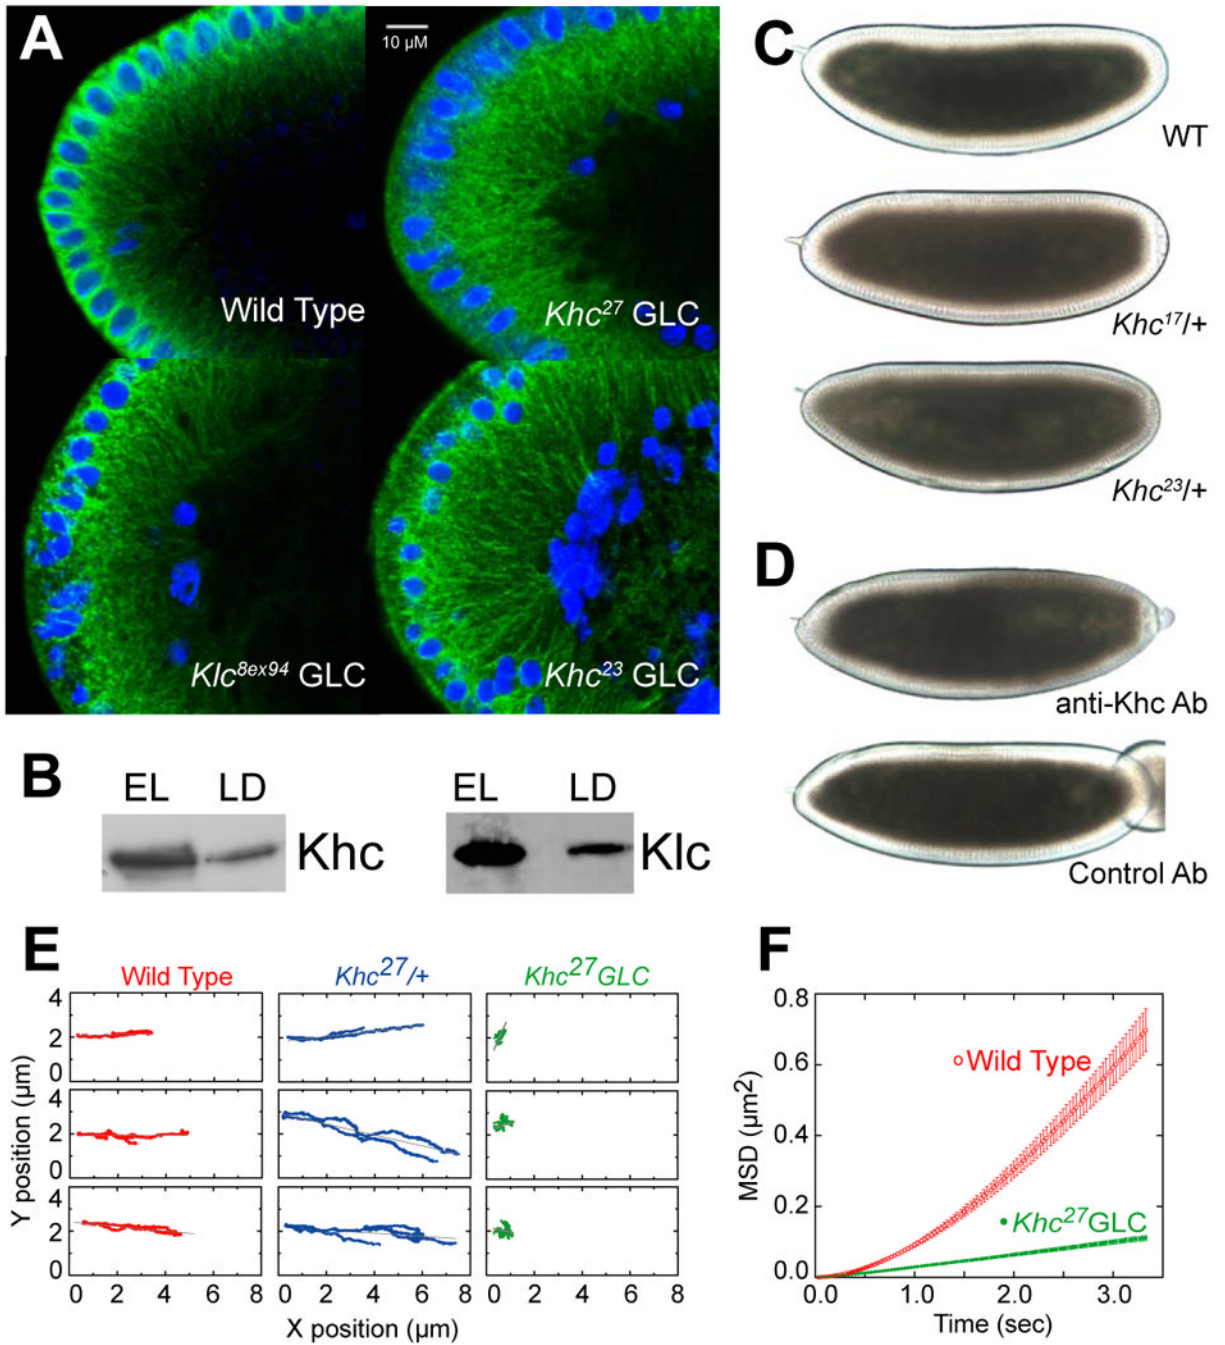 A
10 µM
Wild Type
Khc27 GLC
Klc8ex94 GLC
Khc23 GLC
B
EL LD
Khc
EL LD
Klc
C
WT
Khc17/+
Khc23/+
D
anti-Khc Ab
Control Ab
E
Wild Type Khc27/+ Khc27GLC
4
2
0
4
2
0
4
2
0
0 2 4 6 8 0 2 4 6 8 0 2 4 6 8
Y position (µm)
X position (µm)
F
0.8
0.6
0.4
0.2
0.0
0.0 1.0 2.0 3.0
MSD (µm2)
Time (sec)
Wild Type
Khc27GLC